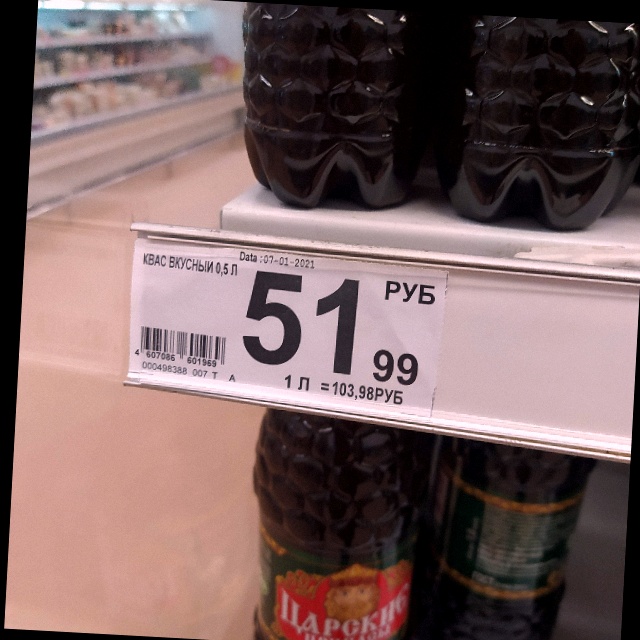 КВАС ВКУСНЫЙ 0,5 Л
Data :07-01-2021
51 99
РУБ
4 607086 601969
000498388 007 Т А
1 Л =103,98РУБ
ЦАРСКИЕ